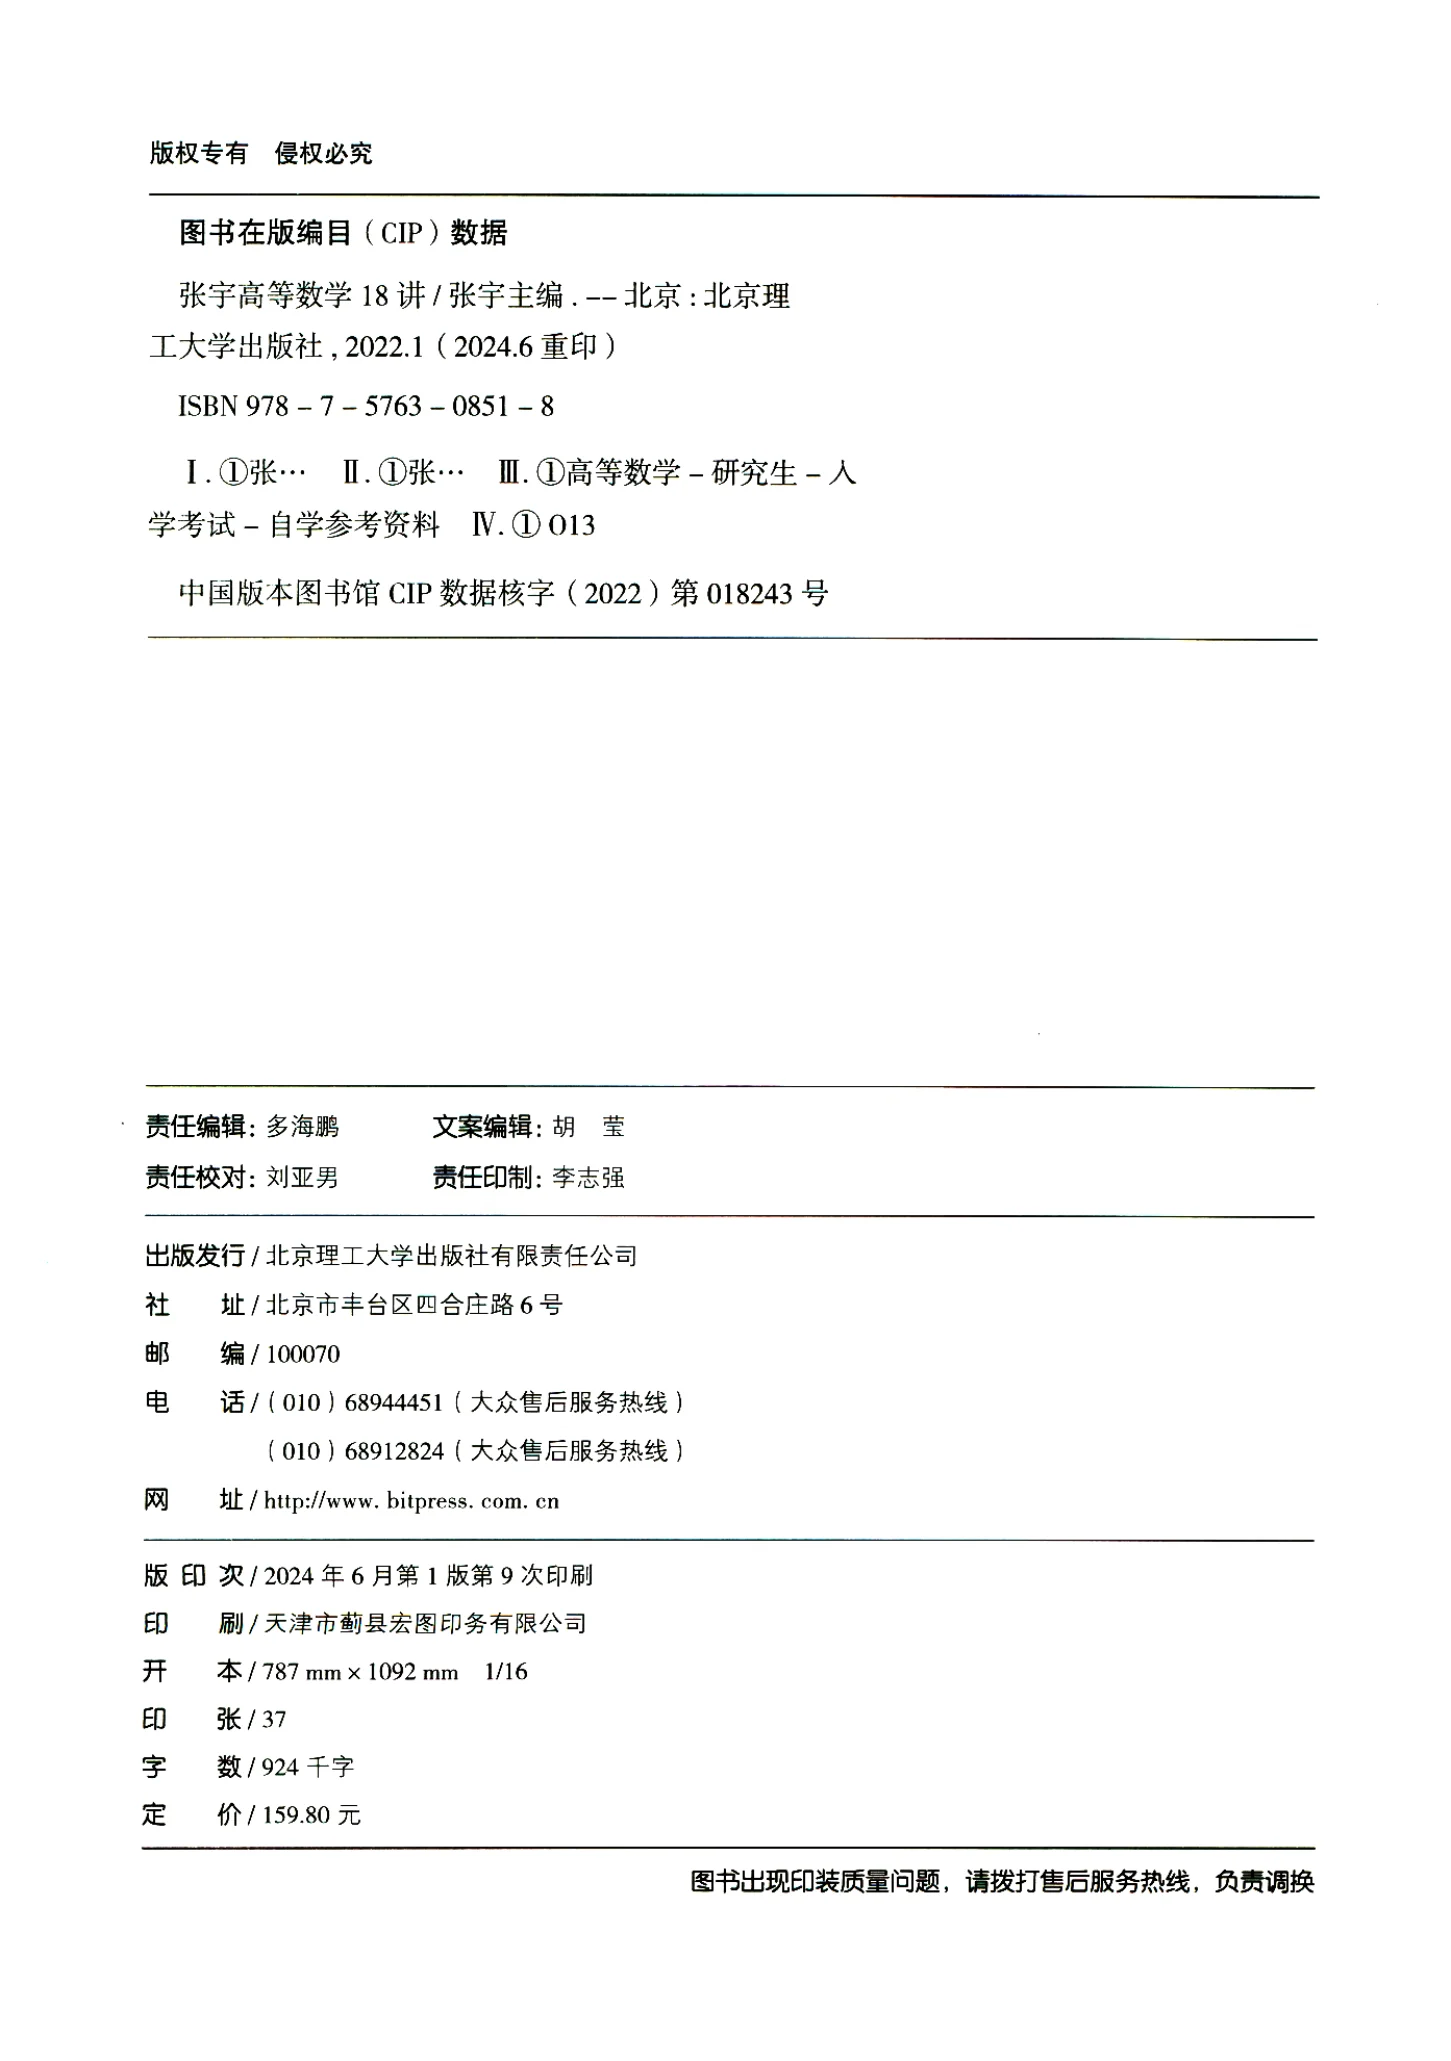 版权专有　侵权必究
图书在版编目（CIP）数据
张宇高等数学 18 讲 / 张宇主编 . -- 北京 : 北京理
工大学出版社 , 2022.1（2024.6 重印）
ISBN 978 – 7 – 5763 – 0851 – 8
Ⅰ . ①张…　Ⅱ . ①张…　Ⅲ . ①高等数学 – 研究生 – 入
学考试 – 自学参考资料　Ⅳ . ① O13
中国版本图书馆 CIP 数据核字（2022）第 018243 号
责任编辑：多海鹏　　文案编辑：胡　莹
责任校对：刘亚男　　责任印制：李志强
出版发行 / 北京理工大学出版社有限责任公司
社　　址 / 北京市丰台区四合庄路 6 号
邮　　编 / 100070
电　　话 /（010）68944451（大众售后服务热线）
（010）68912824（大众售后服务热线）
网　　址 / http://www. bitpress. com. cn
版 印 次 / 2024 年 6 月第 1 版第 9 次印刷
印　　刷 / 天津市蓟县宏图印务有限公司
开　　本 / 787 mm × 1092 mm　1/16
印　　张 / 37
字　　数 / 924 千字
定　　价 / 159.80 元
图书出现印装质量问题，请拨打售后服务热线，负责调换